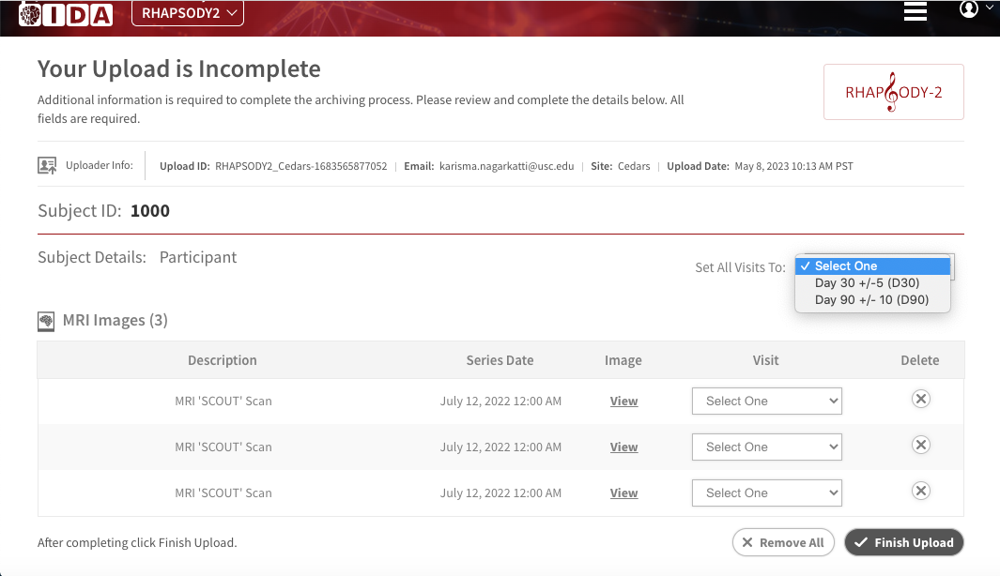 IDA
RHAPSODY2
Your Upload is Incomplete
Additional information is required to complete the archiving process. Please review and complete the details below. All
fields are required.
RHAPSODY-2
Uploader Info: Upload ID: RHAPSODY2_Cedars-1683565877052 | Email: karisma.nagarkatti@usc.edu | Site: Cedars | Upload Date: May 8, 2023 10:13 AM PST
Subject ID: 1000
Subject Details: Participant
Set All Visits To: ✓ Select One
Day 30 +/-5 (D30)
Day 90 +/- 10 (D90)
MRI Images (3)
Description Series Date Image Visit Delete
MRI 'SCOUT' Scan July 12, 2022 12:00 AM View Select One
MRI 'SCOUT' Scan July 12, 2022 12:00 AM View Select One
MRI 'SCOUT' Scan July 12, 2022 12:00 AM View Select One
After completing click Finish Upload. Remove All Finish Upload